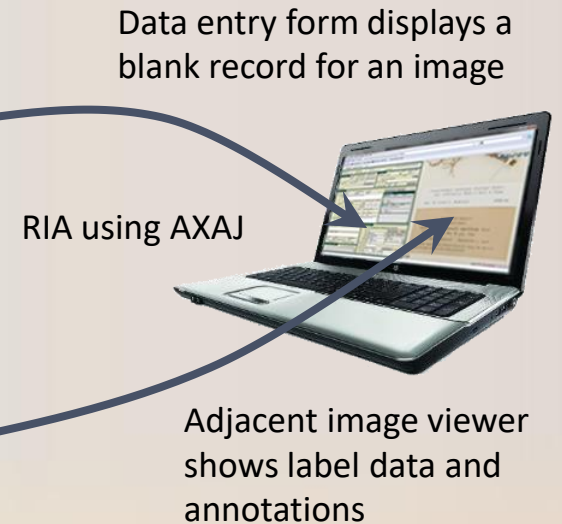 Data entry form displays a
blank record for an image
RIA using AXAJ
Adjacent image viewer
shows label data and
annotations